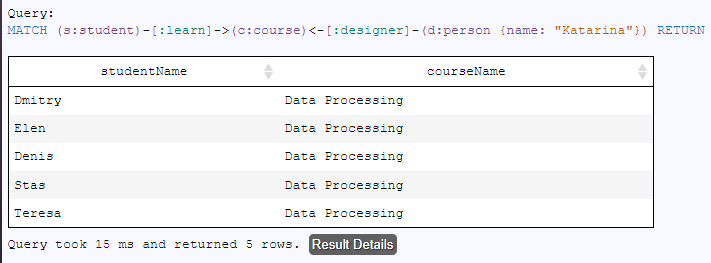 Query:
MATCH (s:student)-[:learn]->(c:course)<-[:designer]-(d:person {name: "Katarina"}) RETURN
studentName courseName
Dmitry Data Processing
Elen Data Processing
Denis Data Processing
Stas Data Processing
Teresa Data Processing
Query took 15 ms and returned 5 rows. Result Details